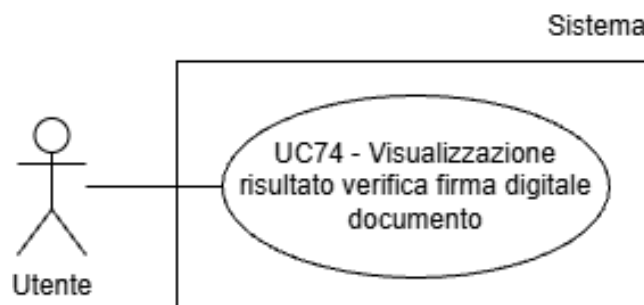 Sistema
UC74 - Visualizzazione
risultato verifica firma digitale
documento
Utente